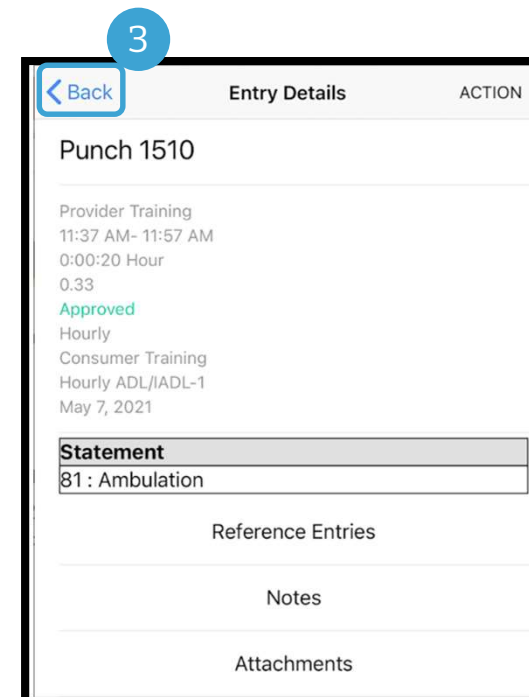 3
Back Entry Details ACTION
Punch 1510
Provider Training
11:37 AM- 11:57 AM
0:00:20 Hour
0.33
Approved
Hourly
Consumer Training
Hourly ADL/IADL-1
May 7, 2021
Statement
81 : Ambulation
Reference Entries
Notes
Attachments